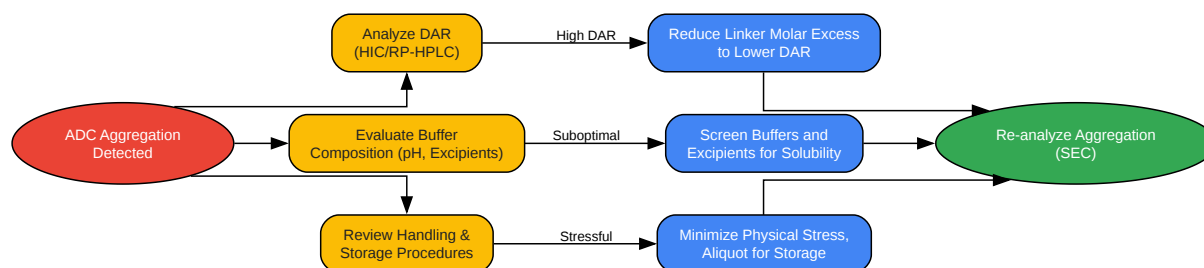 Analyze DAR
(HIC/RP-HPLC)
High DAR
Reduce Linker Molar Excess
to Lower DAR
ADC Aggregation
Detected
Evaluate Buffer
Composition (pH, Excipients)
Suboptimal
Screen Buffers and
Excipients for Solubility
Re-analyze Aggregation
(SEC)
Review Handling &
Storage Procedures
Stressful
Minimize Physical Stress,
Aliquot for Storage